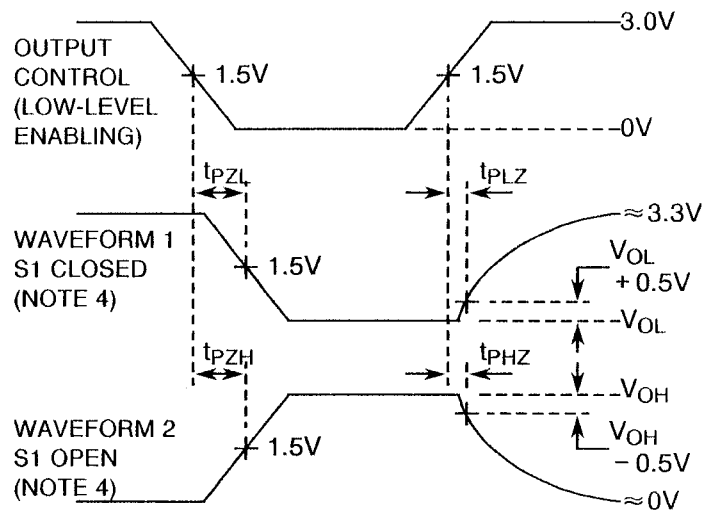 OUTPUT
CONTROL
(LOW-LEVEL
ENABLING)
1.5V
1.5V
3.0V
0V
tPZL
tPLZ
WAVEFORM 1
S1 CLOSED
(NOTE 4)
1.5V
≈3.3V
VOL
+ 0.5V
VOL
tPZH
tPHZ
WAVEFORM 2
S1 OPEN
(NOTE 4)
1.5V
VOH
VOH
– 0.5V
≈0V